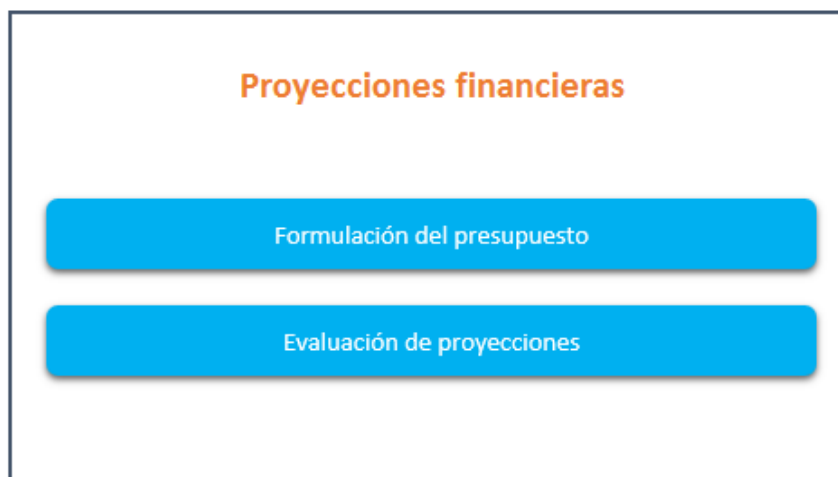 Proyecciones financieras
Formulación del presupuesto
Evaluación de proyecciones